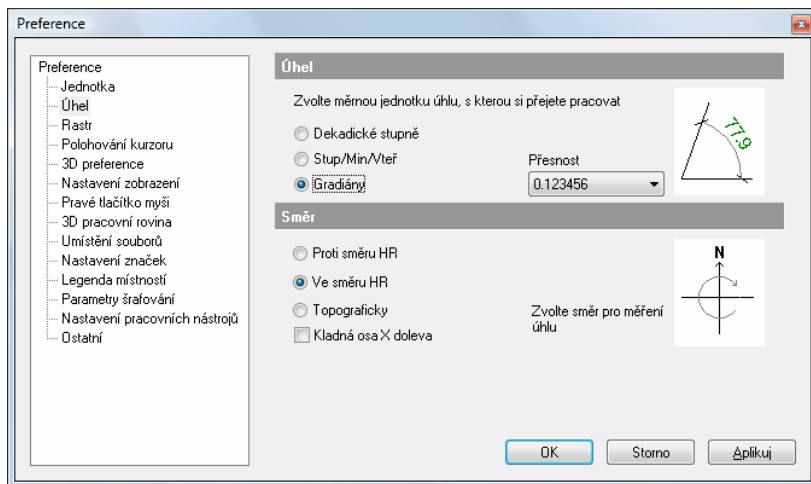 Preference
Preference
Jednotka
Úhel
Rastr
Polohování kurzoru
3D preference
Nastavení zobrazení
Pravé tlačítko myši
3D pracovní rovina
Umístění souborů
Nastavení značek
Legenda místností
Parametry šrafování
Nastavení pracovních nástrojů
Ostatní
Úhel
Zvolte měrnou jednotku úhlu, s kterou si přejete pracovat
Dekadické stupně
Stup/Min/Vteř
Gradiány
Přesnost
0.123456
77.9
Směr
Proti směru HR
Ve směru HR
Topograficky
Kladná osa X doleva
Zvolte směr pro měření
úhlu
N
OK
Storno
Aplikuj